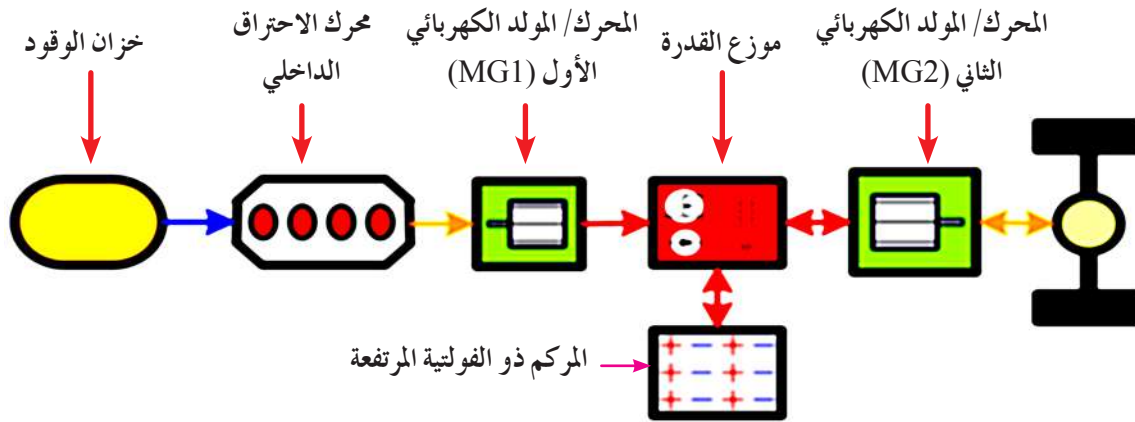 خزان الوقود
محرك الاحتراق
الداخلي
المحرك/ المولد الكهربائي
الأول (MG1)
موزع القدرة
المحرك/ المولد الكهربائي
الثاني (MG2)
المركم ذو الفولتية المرتفعة